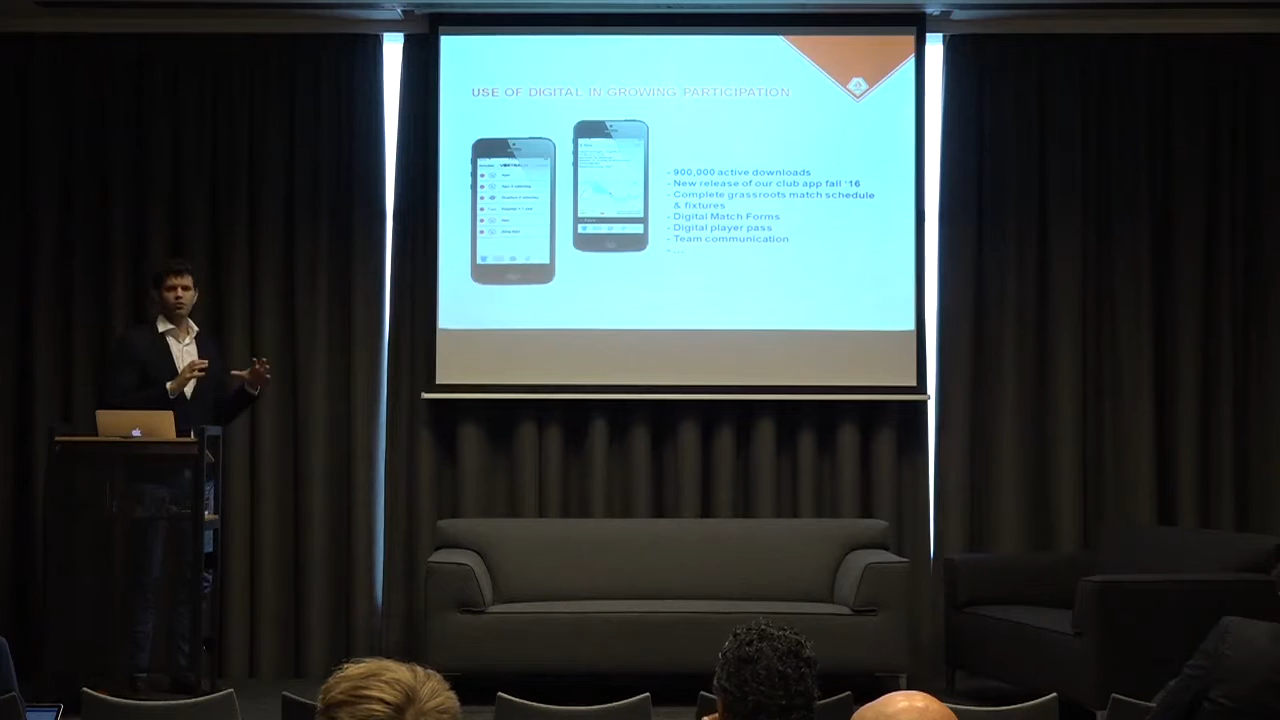 USE OF DIGITAL IN GROWING PARTICIPATION
- 900,000 active downloads
- New release of our club app fall '16
- Complete grassroots match schedule
& fixtures
- Digital Match Forms
- Digital player pass
- Team communication
- ...